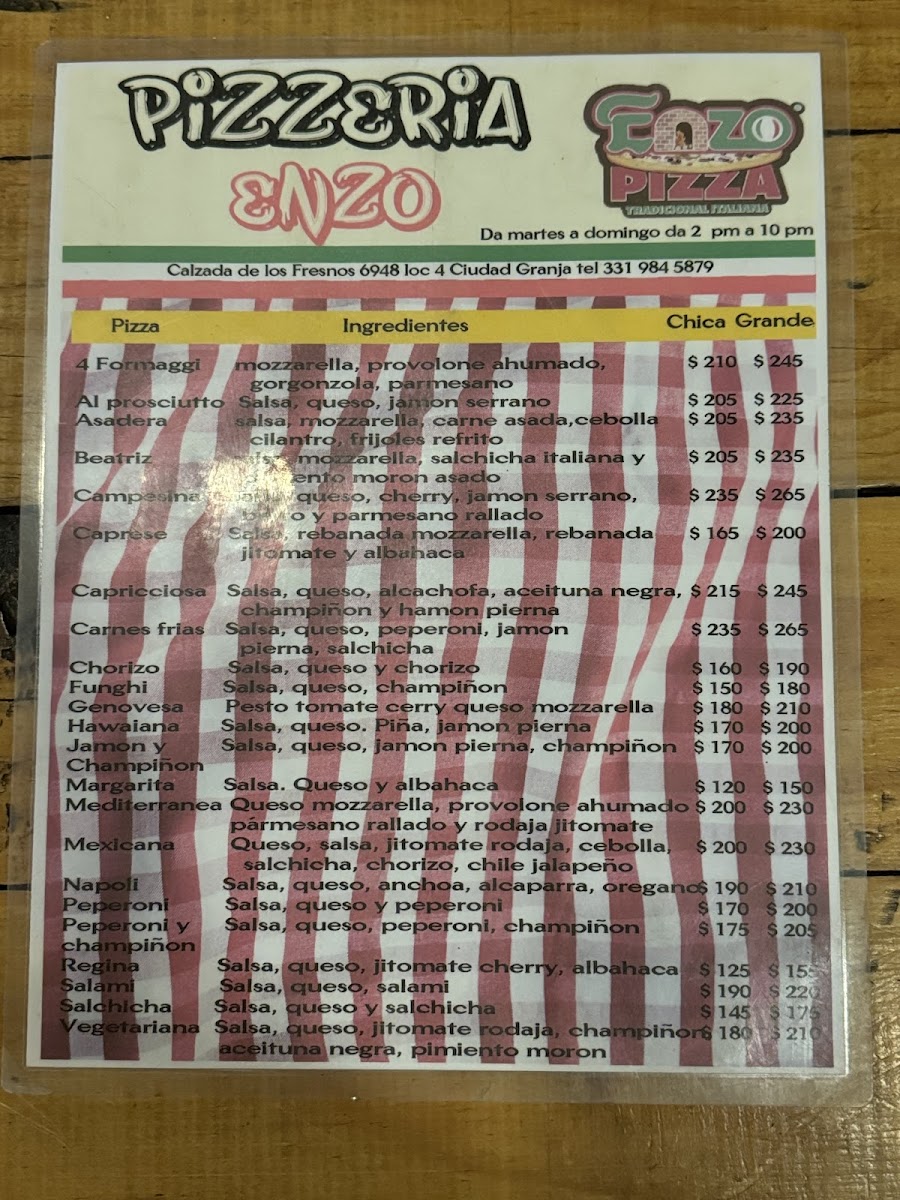 PiZZERiA
ENZO
ENZO
PIZZA
TRADICIONAL ITALIANA
Da martes a domingo da 2 pm a 10 pm
Calzada de los Fresnos 6948 loc 4 Ciudad Granja tel 331 984 5879
Pizza Ingredientes Chica Grande
4 Formaggi mozzarella, provolone ahumado, $ 210 $ 245
gorgonzola, parmesano
Al prosciutto Salsa, queso, jamon serrano $ 205 $ 225
Asadera salsa, mozzarella, carne asada,cebolla $ 205 $ 235
cilantro, frijoles refrito
Beatriz mozzarella, salchicha italiana y $ 205 $ 235
moron asado
Campesina queso, cherry, jamon serrano, $ 235 $ 265
y parmesano rallado
Caprese Salsa, rebanada mozzarella, rebanada $ 165 $ 200
jitomate y albahaca
Capricciosa Salsa, queso, alcachofa, aceituna negra, $ 215 $ 245
champiñon y hamon pierna
Carnes frias Salsa, queso, peperoni, jamon $ 235 $ 265
pierna, salchicha
Chorizo Salsa, queso y chorizo $ 160 $ 190
Funghi Salsa, queso, champiñon $ 150 $ 180
Genovesa Pesto tomate cerry queso mozzarella $ 180 $ 210
Hawaiana Salsa, queso. Piña, jamon pierna $ 170 $ 200
Jamon y Salsa, queso, jamon pierna, champiñon $ 170 $ 200
Champiñon
Margarita Salsa. Queso y albahaca $ 120 $ 150
Mediterranea Queso mozzarella, provolone ahumado $ 200 $ 230
pármesano rallado y rodaja jitomate
Mexicana Queso, salsa, jitomate rodaja, cebolla, $ 200 $ 230
salchicha, chorizo, chile jalapeño
Napoli Salsa, queso, anchoa, alcaparra, oregano $ 190 $ 210
Peperoni Salsa, queso y peperoni $ 170 $ 200
Peperoni y Salsa, queso, peperoni, champiñon $ 175 $ 205
champiñon
Regina Salsa, queso, jitomate cherry, albahaca $ 125 $ 155
Salami Salsa, queso, salami $ 190 $ 220
Salchicha Salsa, queso y salchicha $ 145 $ 175
Vegetariana Salsa, queso, jitomate rodaja, champiñon $ 180 $ 210
aceituna negra, pimiento moron